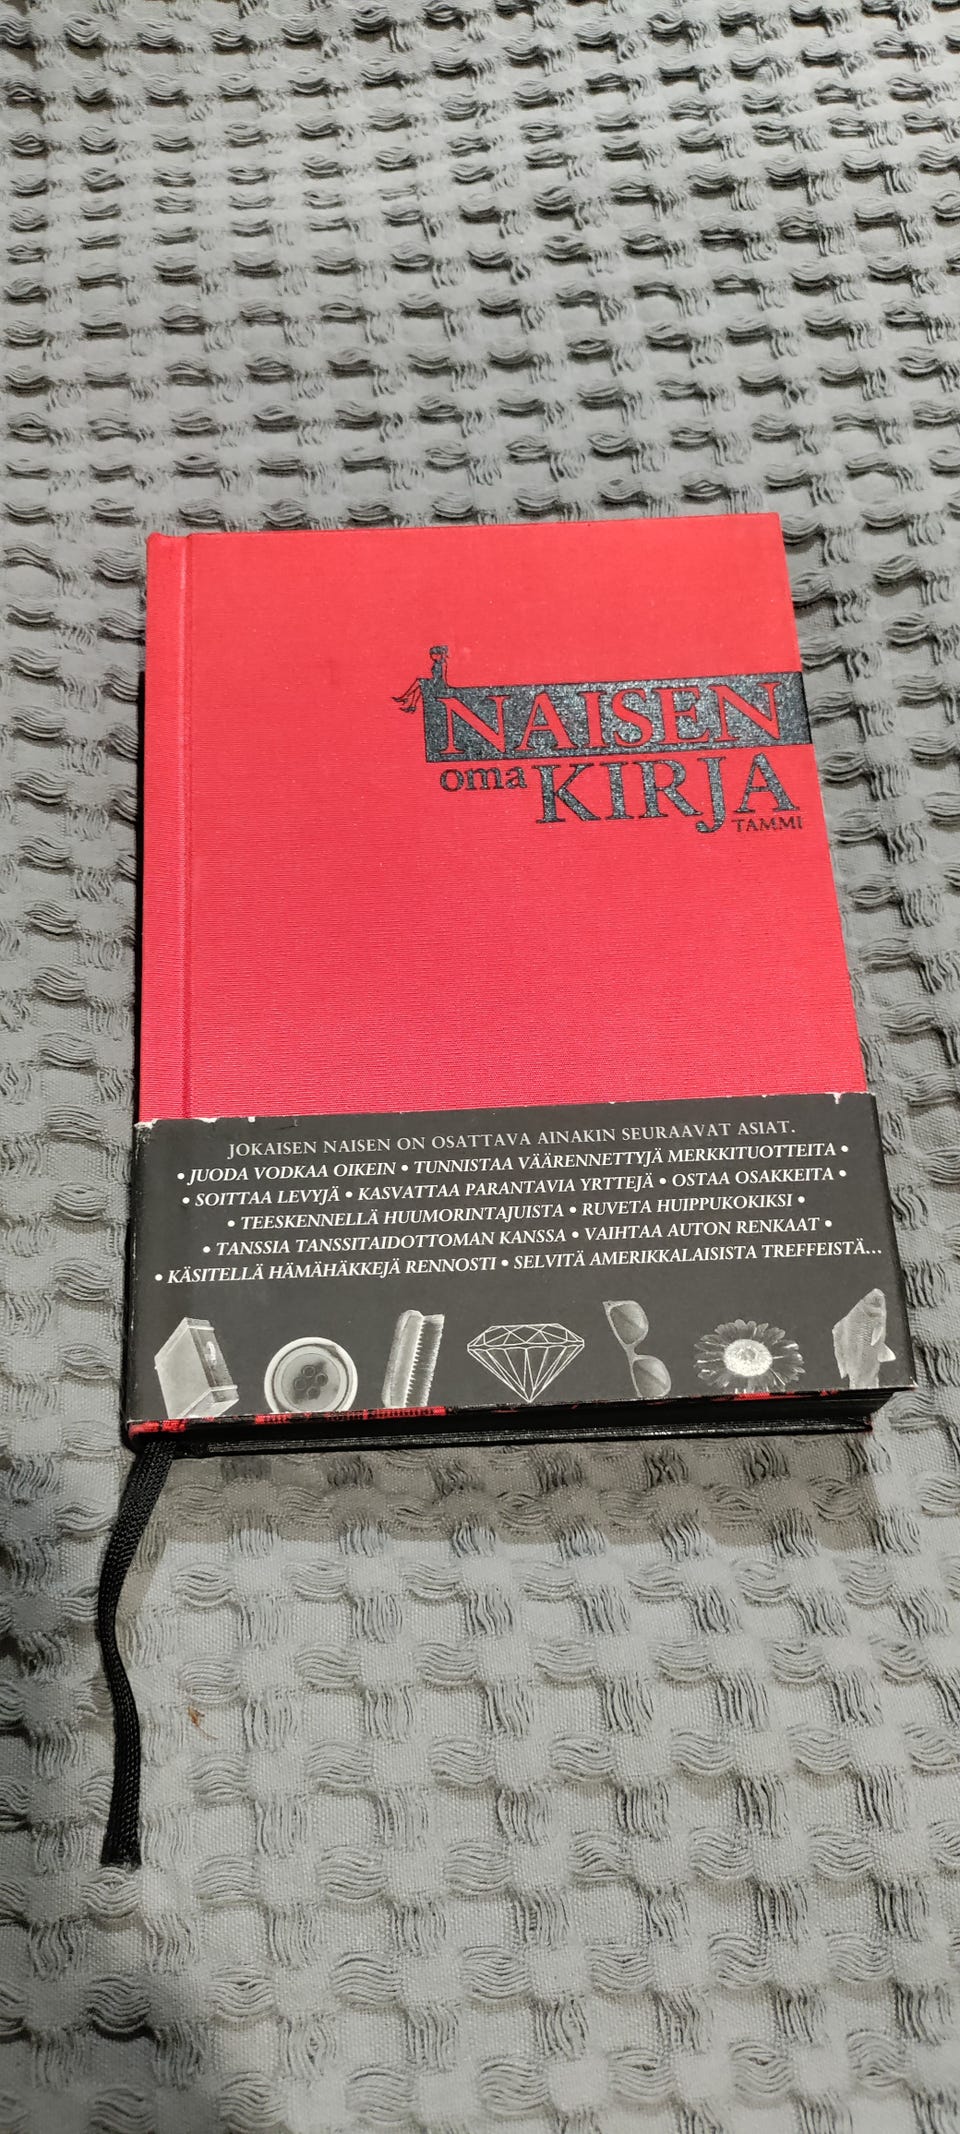 NAISEN
oma KIRJA
TAMMI
JOKAISEN NAISEN ON OSATTAVA AINAKIN SEURAAVAT ASIAT.
• JUODA VODKAA OIKEIN • TUNNISTAA VÄÄRENNETTYJÄ MERKKITUOTTEITA •
• SOITTAA LEVYJÄ • KASVATTAA PARANTAVIA YRTTEJÄ • OSTAA OSAKKEITA •
• TEESKENNELLÄ HUUMORINTAJUISTA • RUVETA HUIPPUKOKIKSI •
• TANSSIA TANSSITAIDOTTOMAN KANSSA • VAIHTAA AUTON RENKAAT •
• KÄSITELLÄ HÄMÄHÄKKEJÄ RENNOSTI • SELVITÄ AMERIKKALAISISTA TREFFEISTÄ...